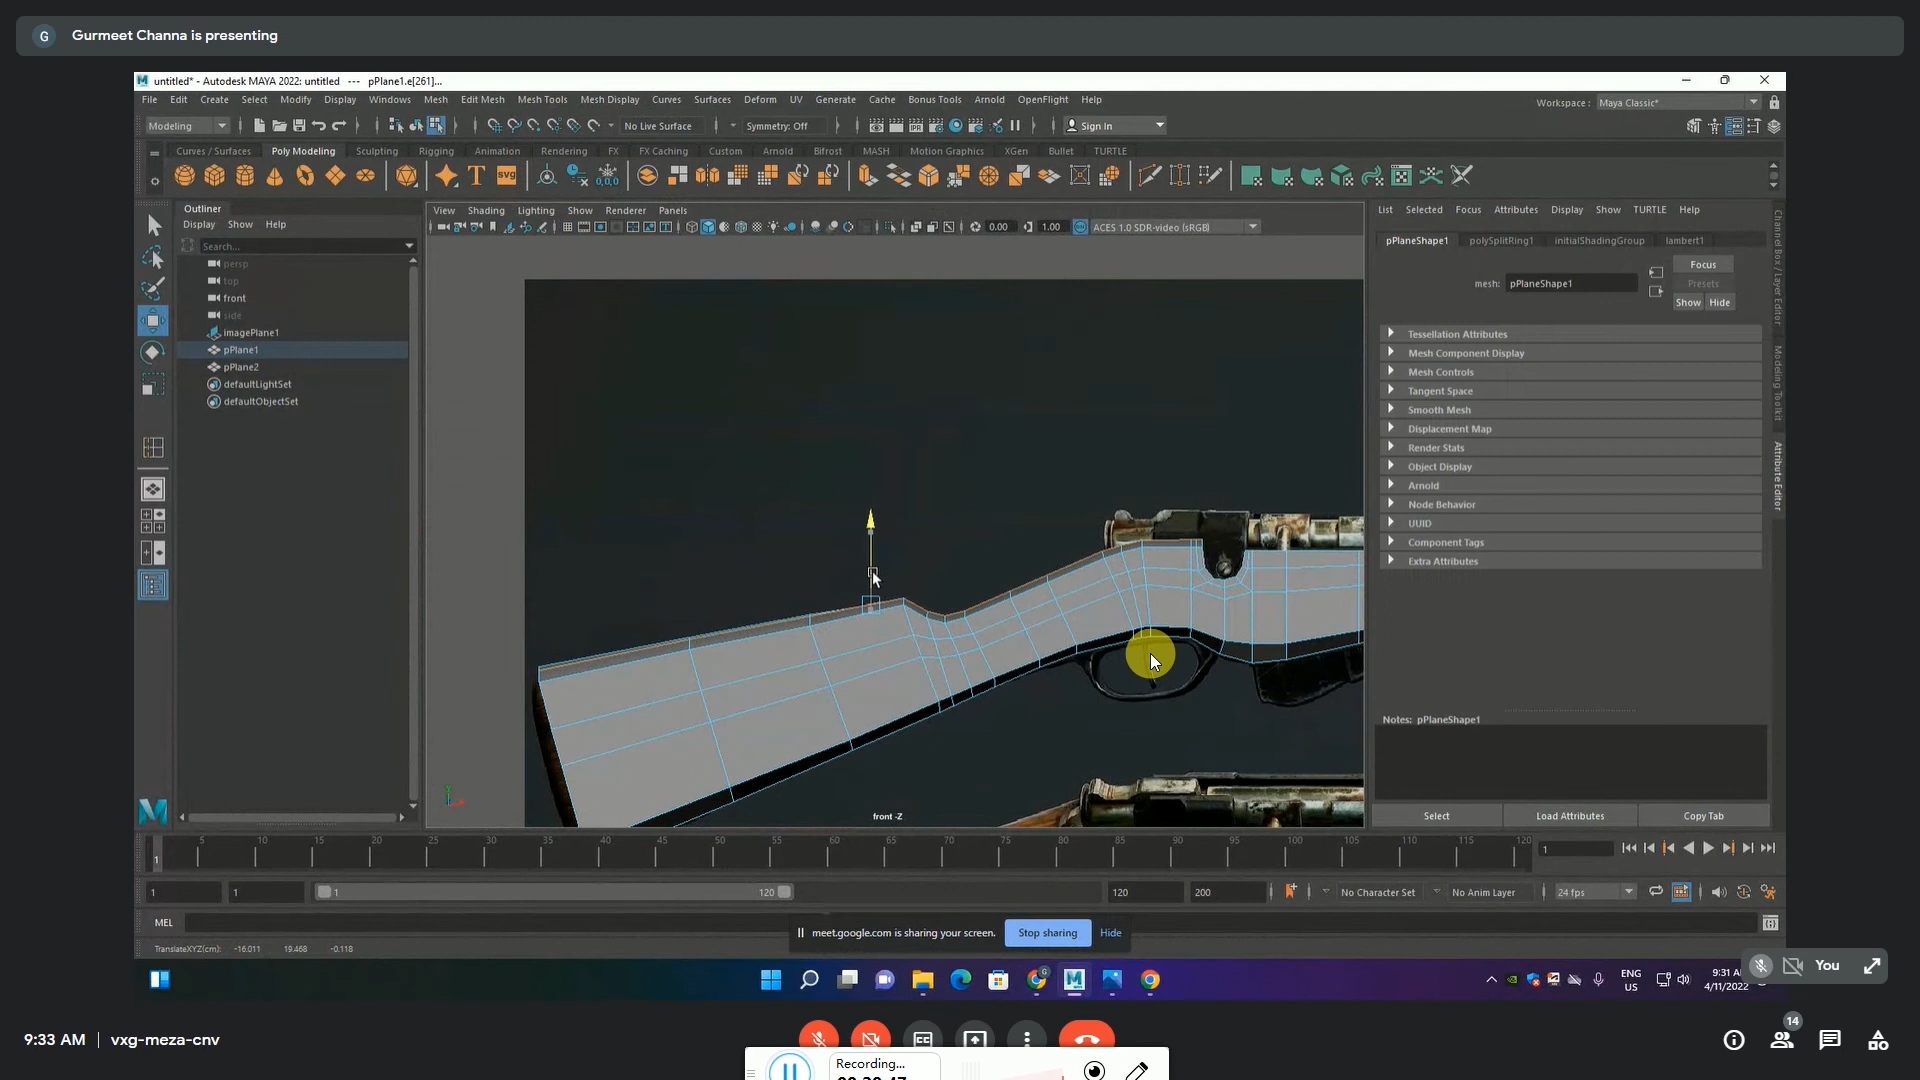 G Gurmeet Channa is presenting
untitled* - Autodesk MAYA 2022: untitled --- pPlane1.e[261]...
File Edit Create Select Modify Display Windows Mesh Edit Mesh Mesh Tools Mesh Display Curves Surfaces Deform UV Generate Cache Bonus Tools Arnold OpenFlight Help
Workspace : Maya Classic*
Modeling No Live Surface Symmetry: Off Sign In
Curves / Surfaces Poly Modeling Sculpting Rigging Animation Rendering FX FX Caching Custom Arnold Bifrost MASH Motion Graphics XGen Bullet TURTLE
Outliner
Display Show Help
Search...
persp
top
front
side
imagePlane1
pPlane1
pPlane2
defaultLightSet
defaultObjectSet
View Shading Lighting Show Renderer Panels
0.00 1.00 ACES 1.0 SDR-video (sRGB)
front -Z
List Selected Focus Attributes Display Show TURTLE Help
pPlaneShape1 polySplitRing1 initialShadingGroup lambert1
Focus
mesh: pPlaneShape1
Presets
Show Hide
Tessellation Attributes
Mesh Component Display
Mesh Controls
Tangent Space
Smooth Mesh
Displacement Map
Render Stats
Object Display
Arnold
Node Behavior
UUID
Component Tags
Extra Attributes
Notes: pPlaneShape1
Select Load Attributes Copy Tab
Channel Box / Layer Editor
Modeling Toolkit
Attribute Editor
1 5 10 15 20 25 30 35 40 45 50 55 60 65 70 75 80 85 90 95 100 105 110 115 120 1
1 1 1 120 120 200 No Character Set No Anim Layer 24 fps
MEL
meet.google.com is sharing your screen. Stop sharing Hide
TranslateXYZ(cm): -16.011 19.468 -0.118
ENG
US
9:31 A
4/11/2022
You
9:33 AM | vxg-meza-cnv
14
Recording...